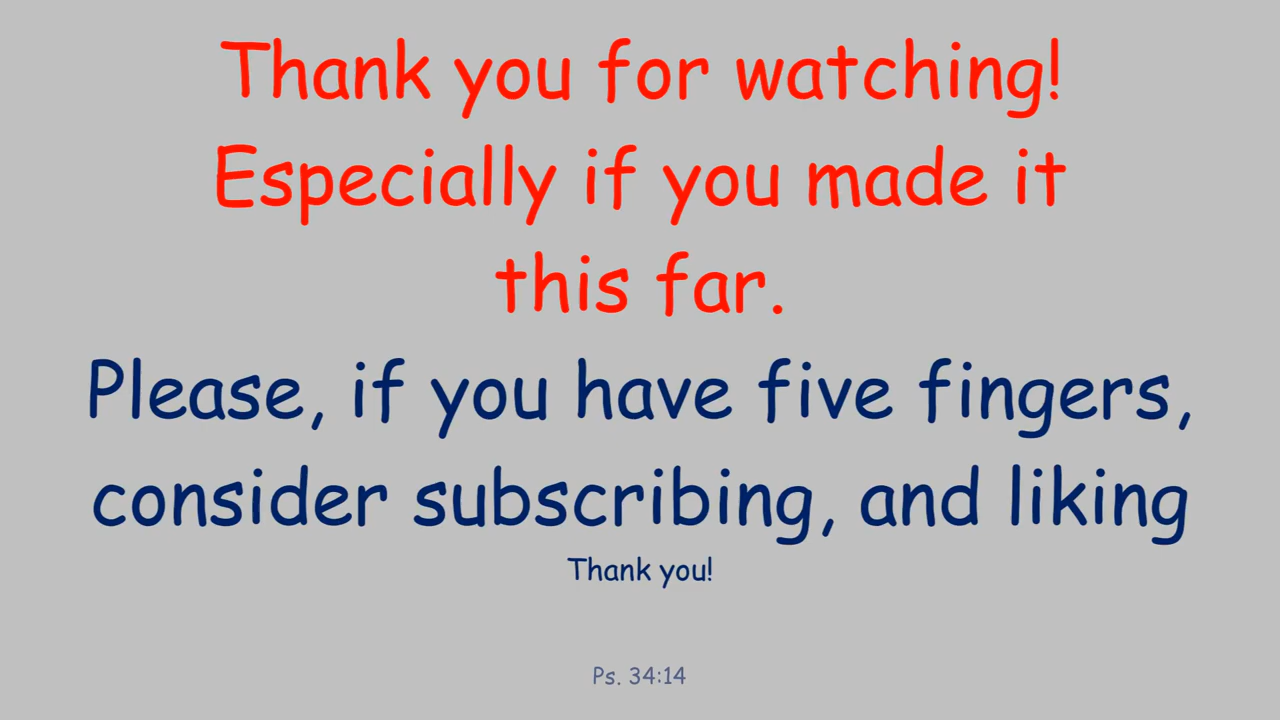 Thank you for watching!
Especially if you made it
this far.
Please, if you have five fingers,
consider subscribing, and liking
Thank you!
Ps. 34:14